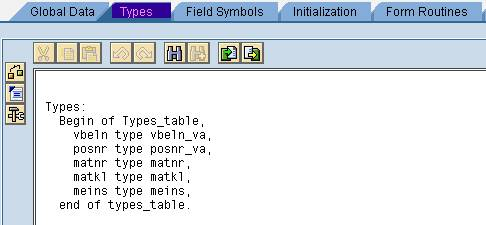 Global Data Types Field Symbols Initialization Form Routines
Types:
Begin of Types_table,
vbeln type vbeln_va,
posnr type posnr_va,
matnr type matnr,
matkl type matkl,
meins type meins,
end of types_table.